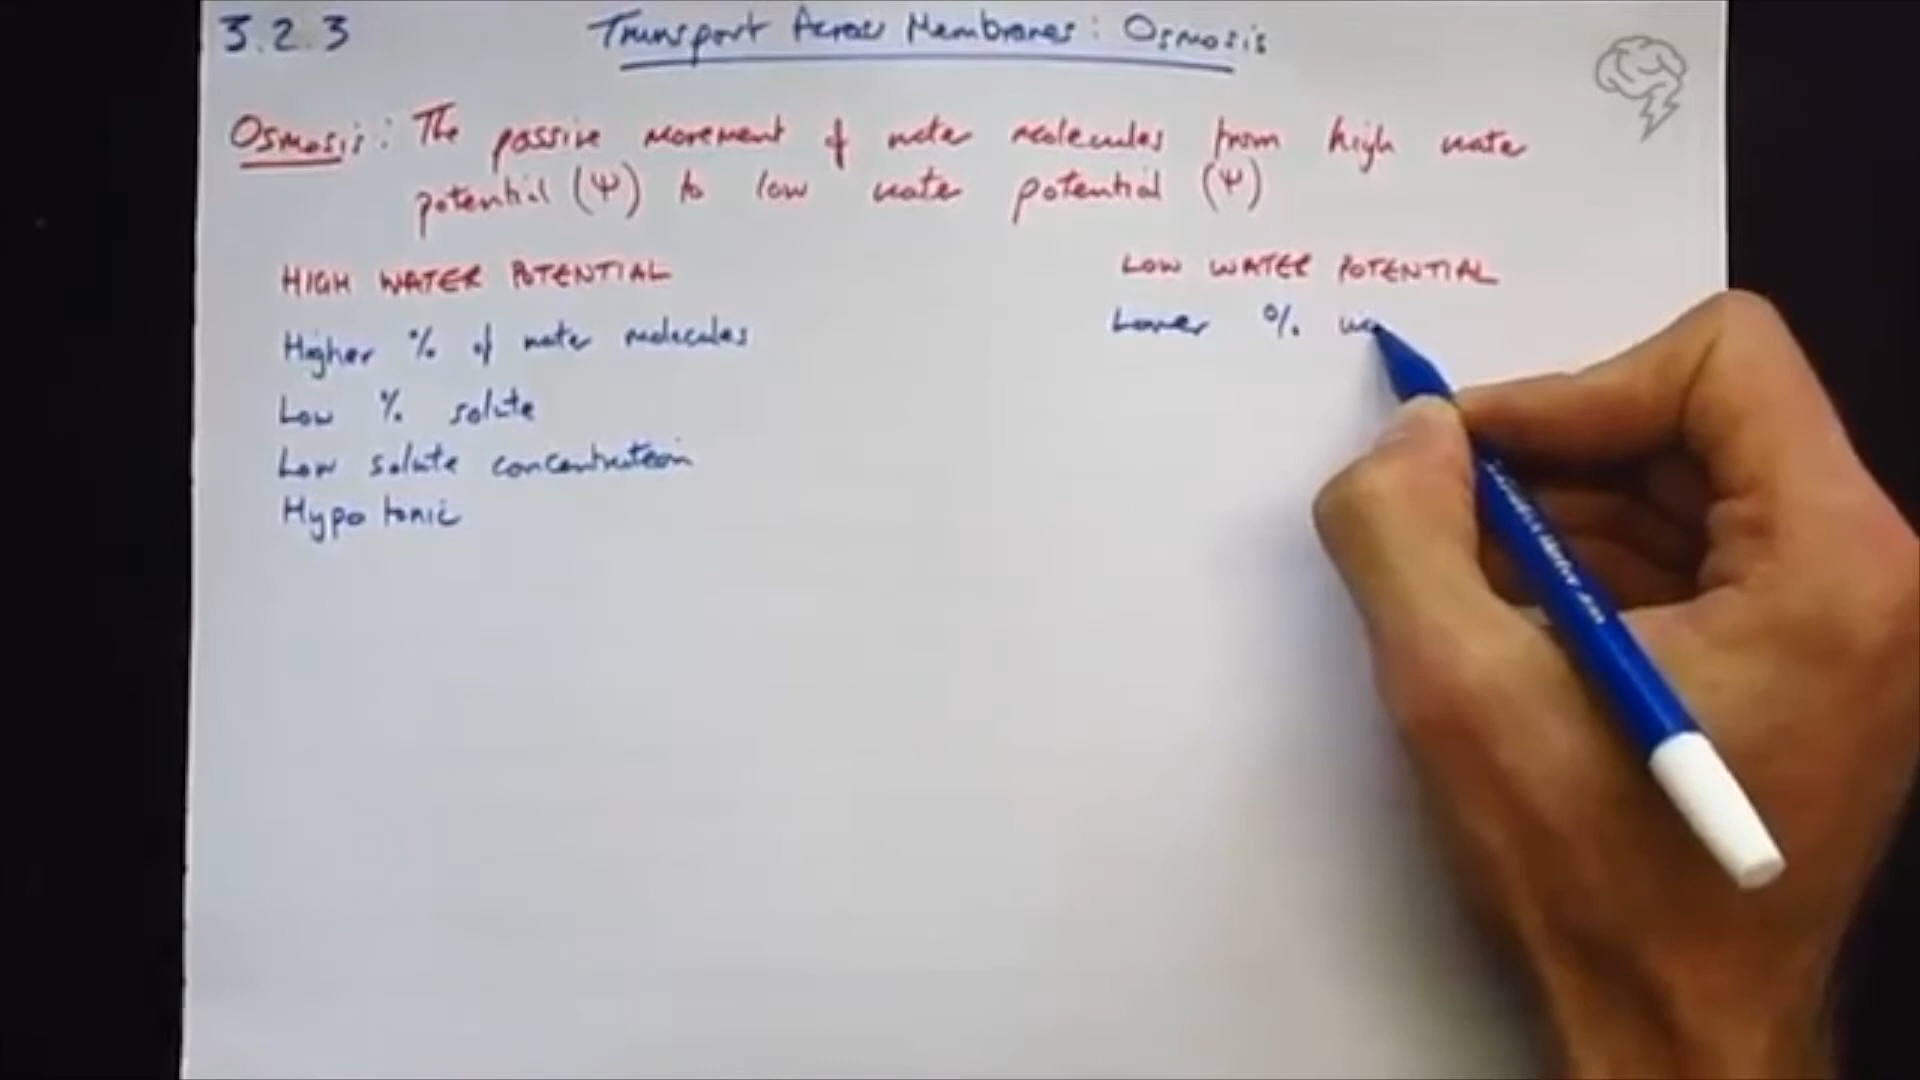 3.2.3 Transport Across Membranes: Osmosis
Osmosis: The passive movement of water molecules from high water
potential (Ψ) to low water potential (Ψ)
HIGH WATER POTENTIAL
Higher % of water molecules
Low % solute
Low solute concentration
Hypotonic
LOW WATER POTENTIAL
Lower % wa